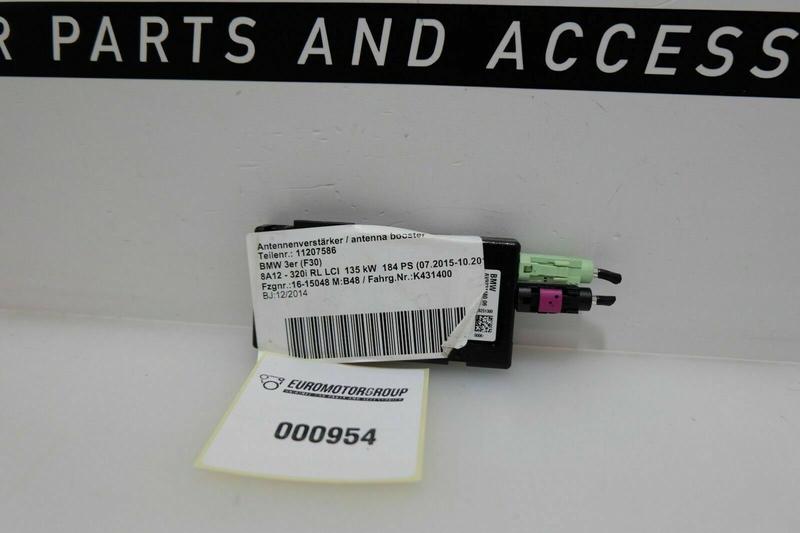 R PARTS AND ACCESS
Antennenverstärker / antenna booster
Teilenr.: 11207586
BMW 3er (F30)
8A12 - 320i RL LCI 135 kW 184 PS (07.2015-10.20
Fzgnr.:16-15048 M:B48 / Fahrg.Nr.:K431400
BJ:12/2014
BMW
EUROMOTORGROUP
000954